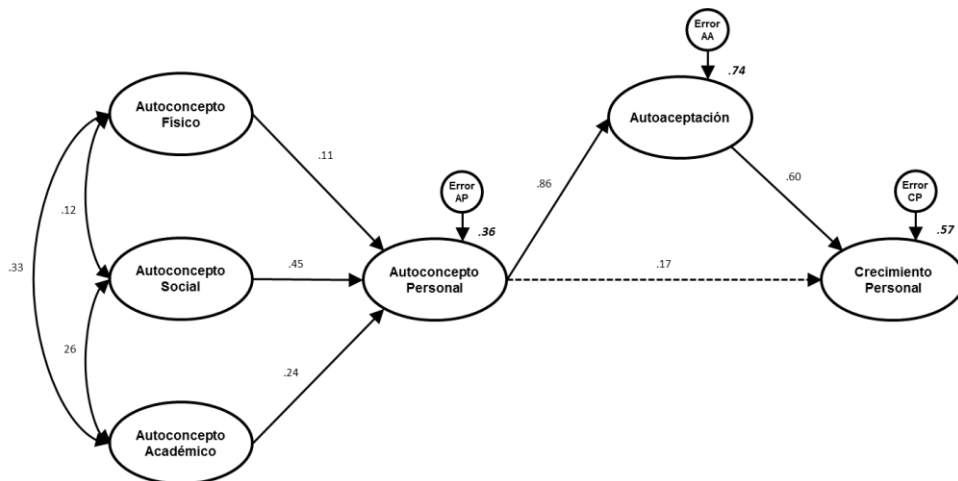 Error
AA
.74
Autoconcepto
Físico
Autoaceptación
.11
.86
.60
Error
AP
.36
Error
CP
.57
.12
.33
Autoconcepto
Social
.45
Autoconcepto
Personal
.17
Crecimiento
Personal
26
.24
Autoconcepto
Académico